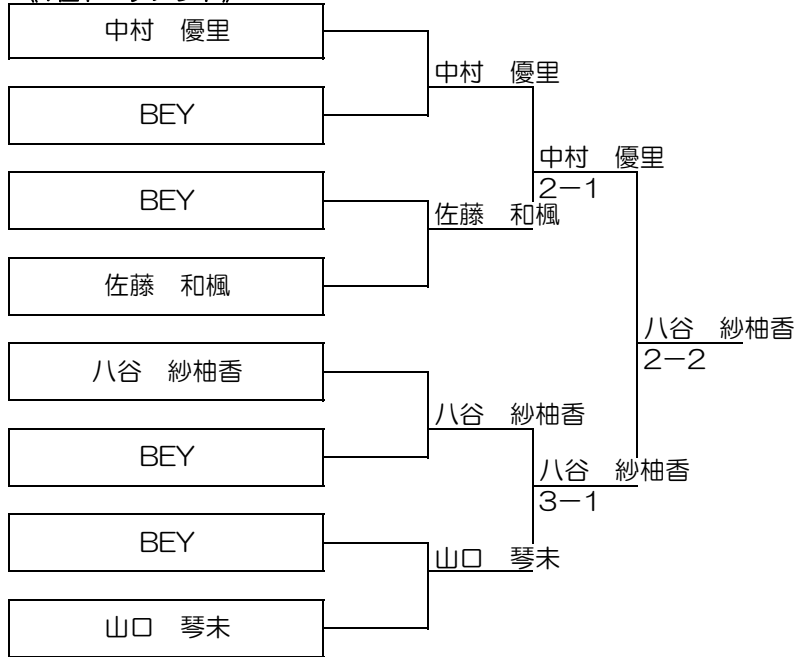 中村　優里
BEY
BEY
佐藤　和楓
八谷　紗柚香
BEY
BEY
山口　琴未
中村　優里
佐藤　和楓
八谷　紗柚香
山口　琴未
中村　優里
2－1
八谷　紗柚香
3－1
八谷　紗柚香
2－2